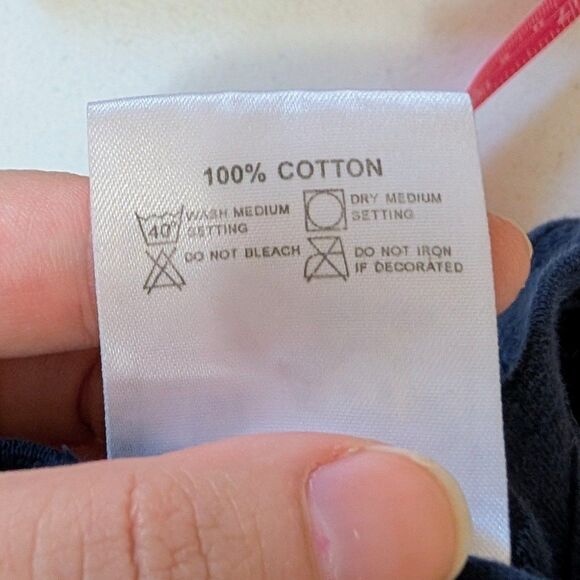 100% COTTON
40° WASH MEDIUM
SETTING
DRY MEDIUM
SETTING
DO NOT BLEACH
DO NOT IRON
IF DECORATED